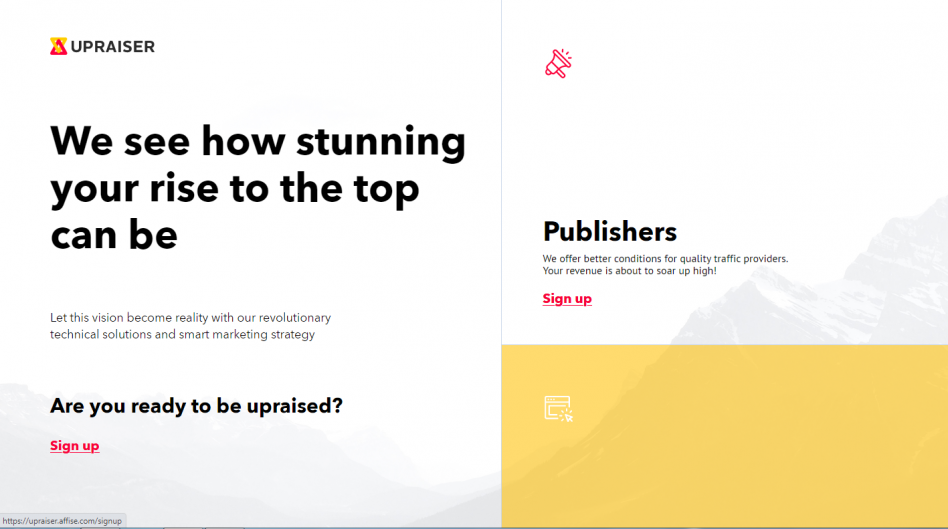 UPRAISER
We see how stunning
your rise to the top
can be
Let this vision become reality with our revolutionary
technical solutions and smart marketing strategy
Are you ready to be upraised?
Sign up
https://upraiser.affise.com/signup
Publishers
We offer better conditions for quality traffic providers.
Your revenue is about to soar up high!
Sign up